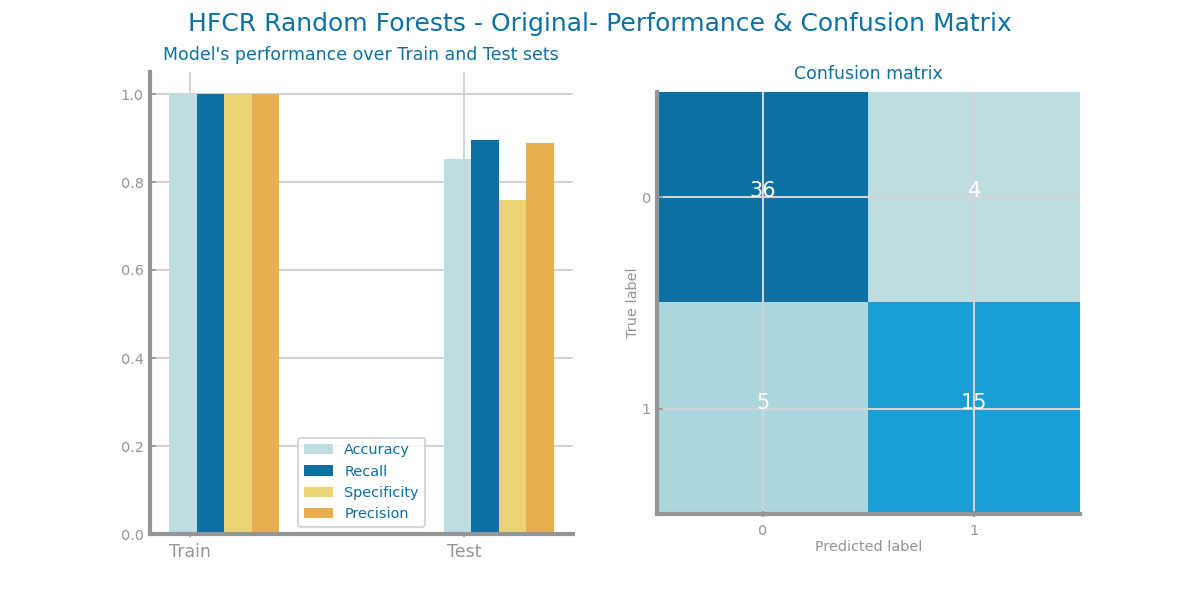 HFCR Random Forests - Original- Performance & Confusion Matrix
Model's performance over Train and Test sets
1.0
0.8
0.6
0.4
0.2
0.0
Train
Test
Accuracy
Recall
Specificity
Precision
Confusion matrix
True label
0
1
36
4
5
15
0
1
Predicted label